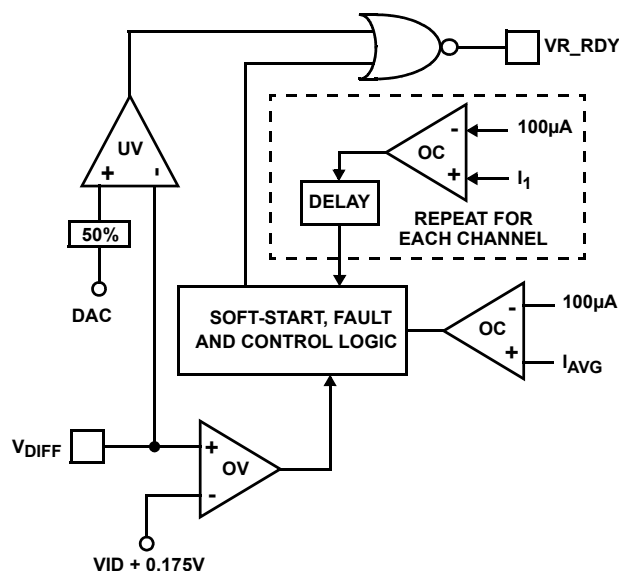 VR_RDY
100µA
-
OC
+
I1
DELAY
REPEAT FOR
EACH CHANNEL
UV
+ -
50%
DAC
SOFT-START, FAULT
AND CONTROL LOGIC
100µA
-
OC
+
IAVG
VDIFF
+
OV
-
VID + 0.175V